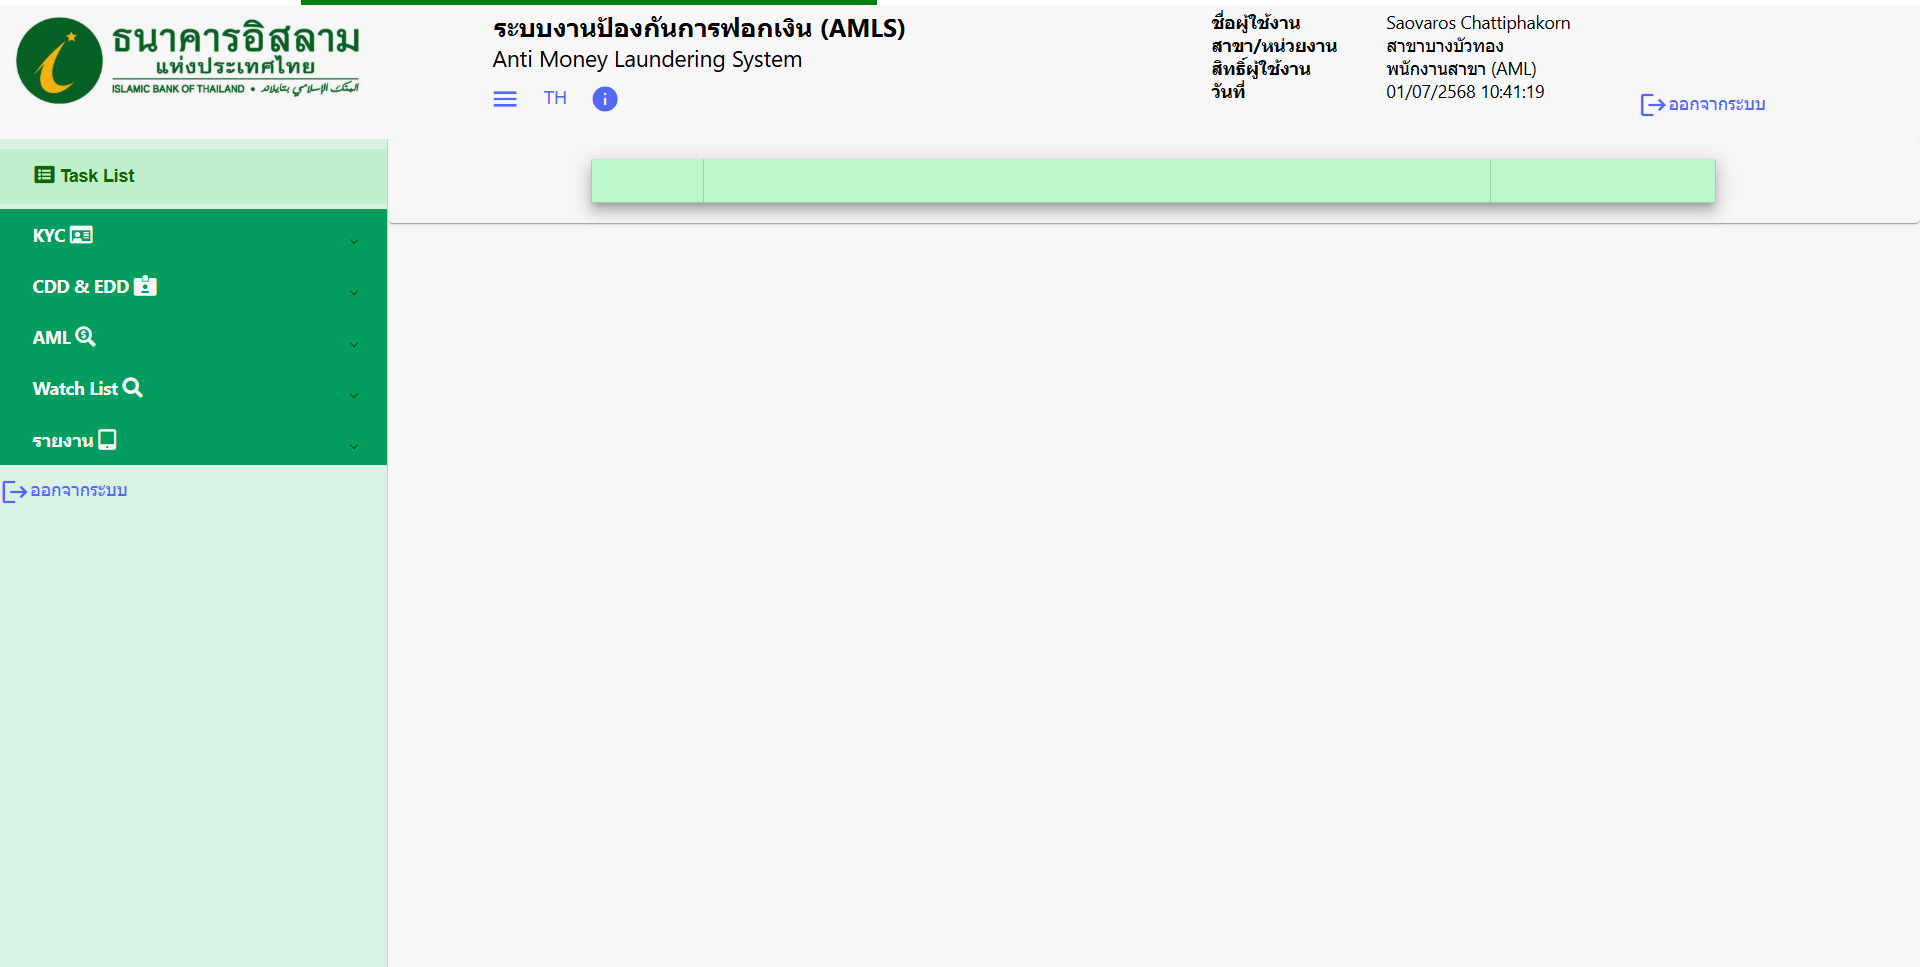 ธนาคารอิสลาม
แห่งประเทศไทย
ISLAMIC BANK OF THAILAND •
ระบบงานป้องกันการฟอกเงิน (AMLS)
Anti Money Laundering System
TH
ชื่อผู้ใช้งาน Saovaros Chattiphakorn
สาขา/หน่วยงาน สาขาบางบัวทอง
สิทธิ์ผู้ใช้งาน พนักงานสาขา (AML)
วันที่ 01/07/2568 10:41:19
ออกจากระบบ
Task List
KYC
CDD & EDD
AML
Watch List
รายงาน
ออกจากระบบ